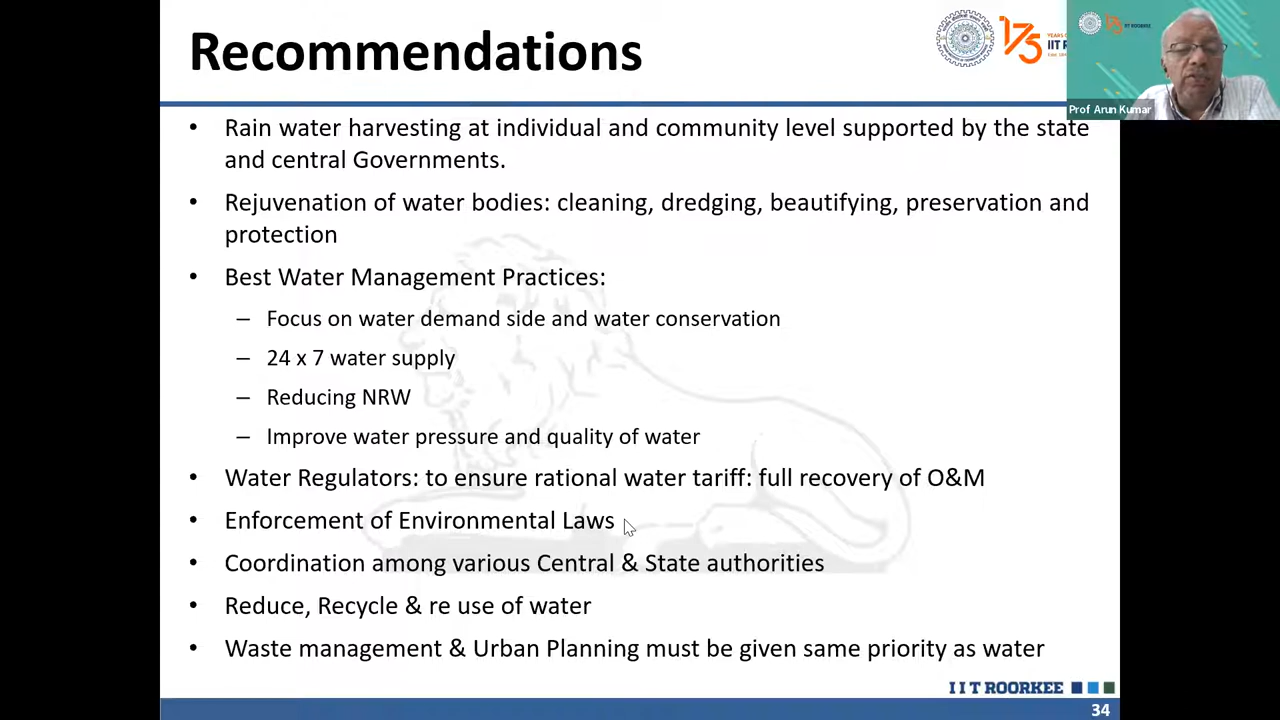 Recommendations
175
YEARS
IIT R
Prof Arun Kumar
• Rain water harvesting at individual and community level supported by the state
and central Governments.
• Rejuvenation of water bodies: cleaning, dredging, beautifying, preservation and
protection
• Best Water Management Practices:
– Focus on water demand side and water conservation
– 24 x 7 water supply
– Reducing NRW
– Improve water pressure and quality of water
• Water Regulators: to ensure rational water tariff: full recovery of O&M
• Enforcement of Environmental Laws
• Coordination among various Central & State authorities
• Reduce, Recycle & re use of water
• Waste management & Urban Planning must be given same priority as water
IIT ROORKEE
34